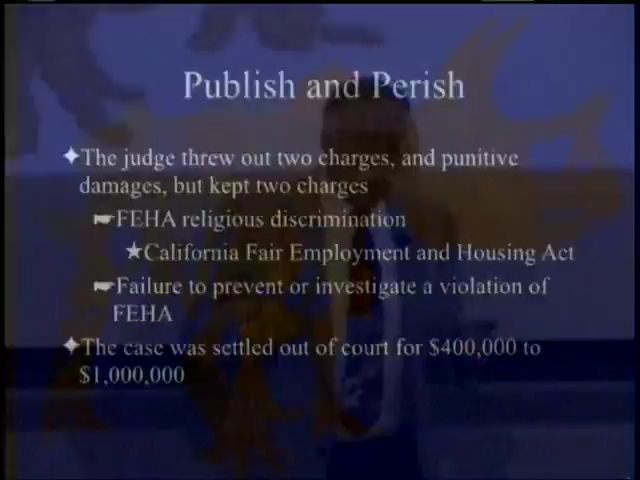 Publish and Perish
The judge threw out two charges, and punitive
damages, but kept two charges
FEHA religious discrimination
California Fair Employment and Housing Act
Failure to prevent or investigate a violation of
FEHA
The case was settled out of court for $400,000 to
$1,000,000